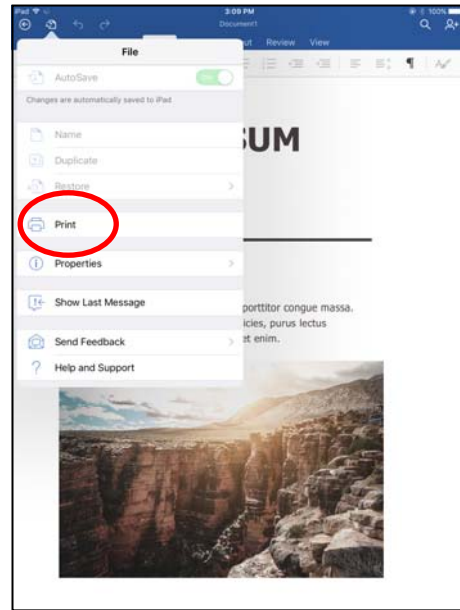 iPad 3:09 PM 100%
Document1
ut Review View
File
AutoSave
Changes are automatically saved to iPad
Name
Duplicate
Restore
Print
Properties
Show Last Message
Send Feedback
Help and Support
SUM
porttitor congue massa.
icies, purus lectus
et enim.